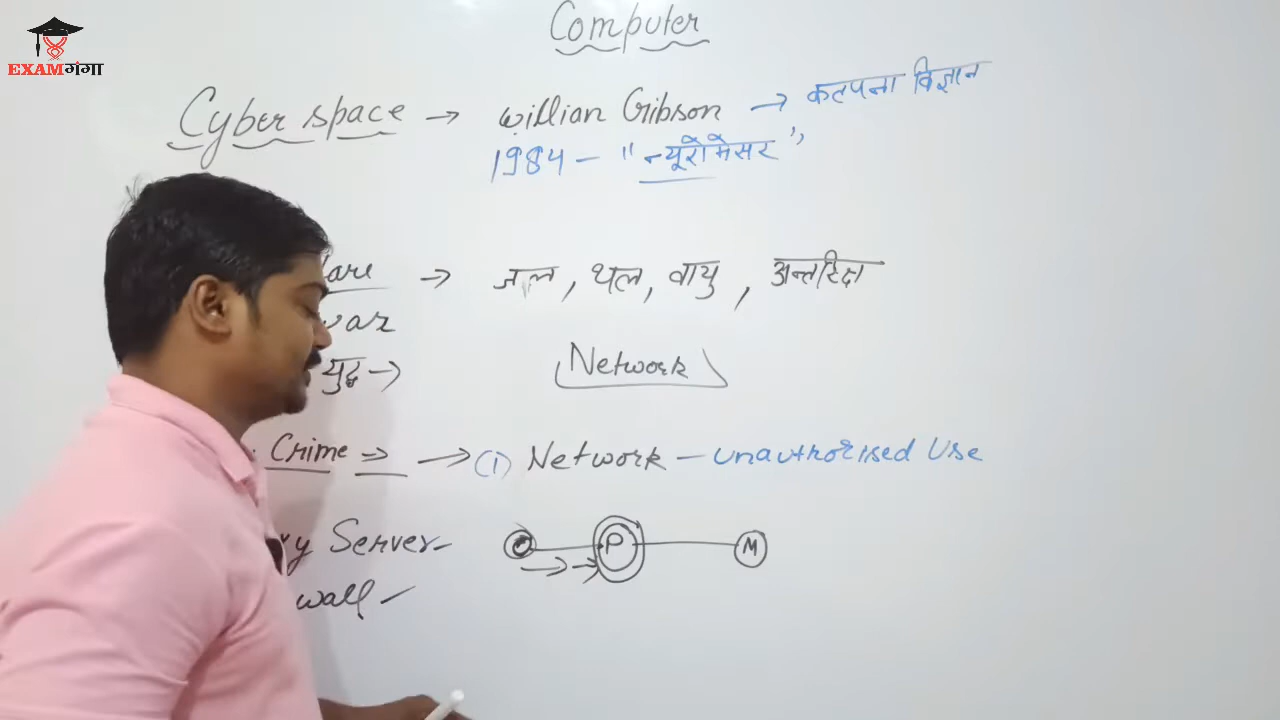 Computer
EXAMगंगा
Cyber space → willian Gibson → कल्पना विज्ञान
1984 – "न्यूरोमेसर"
are → जल, थल, वायु, अन्तरिक्ष
war
युद्ध →
Network
Crime ⇒ → (1) Network – unauthorised Use
y Server-
P M
wall -